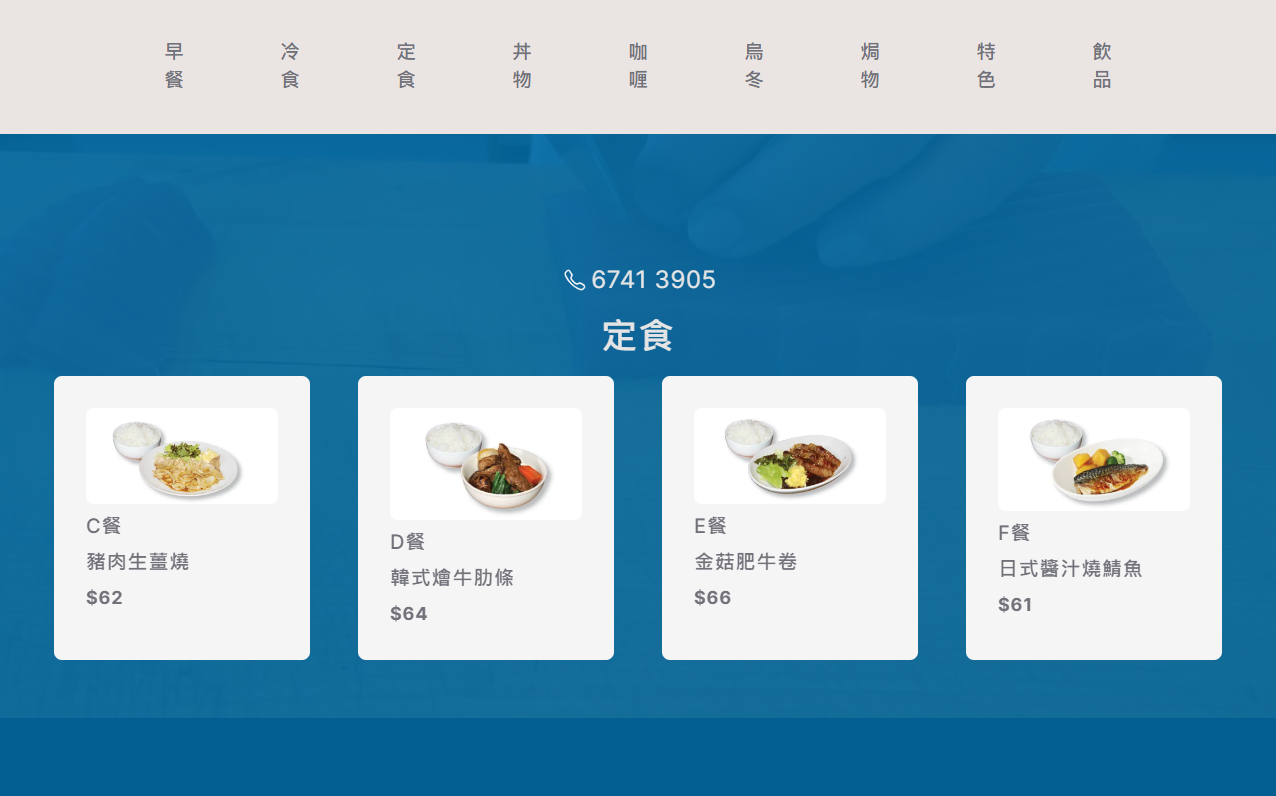 早餐
冷食
定食
丼物
咖喱
烏冬
焗物
特色
飲品
6741 3905
定食
C餐
豬肉生薑燒
$62
D餐
韓式燴牛肋條
$64
E餐
金菇肥牛卷
$66
F餐
日式醬汁燒鯖魚
$61